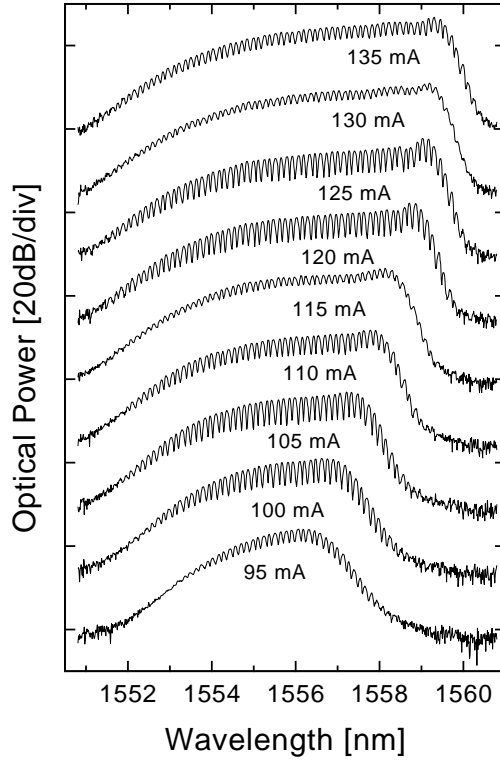 135 mA
130 mA
125 mA
120 mA
115 mA
110 mA
105 mA
100 mA
95 mA
Optical Power [20dB/div]
1552 1554 1556 1558 1560
Wavelength [nm]